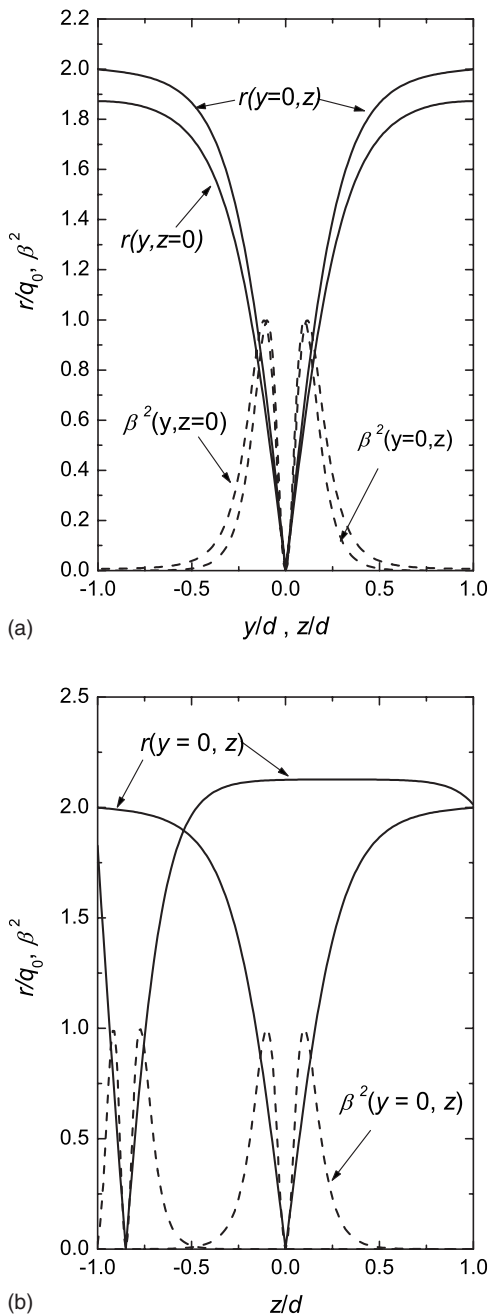 2.2
2.0
1.8
1.6
1.4
1.2
1.0
0.8
0.6
0.4
0.2
0.0
r/q₀, β²
r(y=0,z)
r(y,z=0)
β²(y,z=0)
β²(y=0,z)
-1.0 -0.5 0.0 0.5 1.0
y/d , z/d
(a)
2.5
2.0
1.5
1.0
0.5
0.0
r/q₀, β²
r(y = 0, z)
β²(y = 0, z)
-1.0 -0.5 0.0 0.5 1.0
z/d
(b)